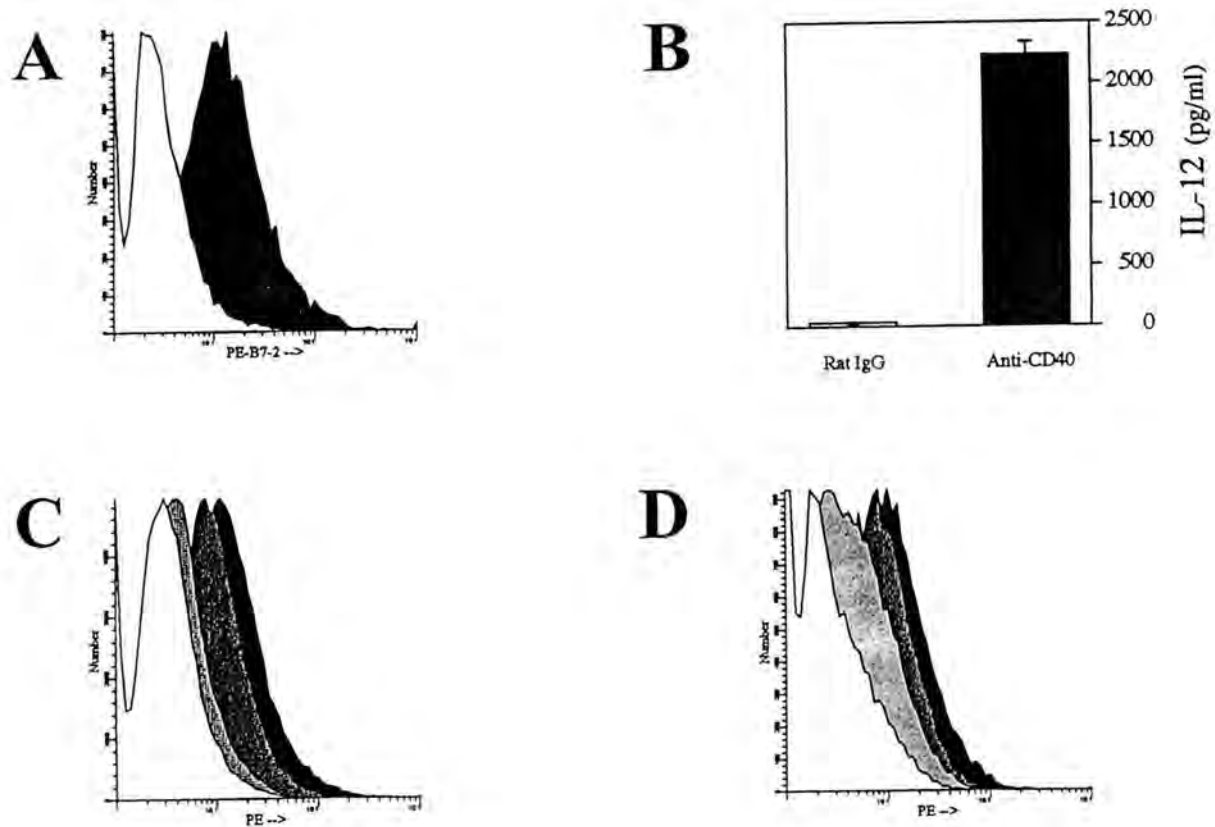 A
Number
PE-B7-2 -->
B
2500
2000
1500
1000
500
0
IL-12 (pg/ml)
Rat IgG
Anti-CD40
C
Number
PE -->
D
Number
PE -->